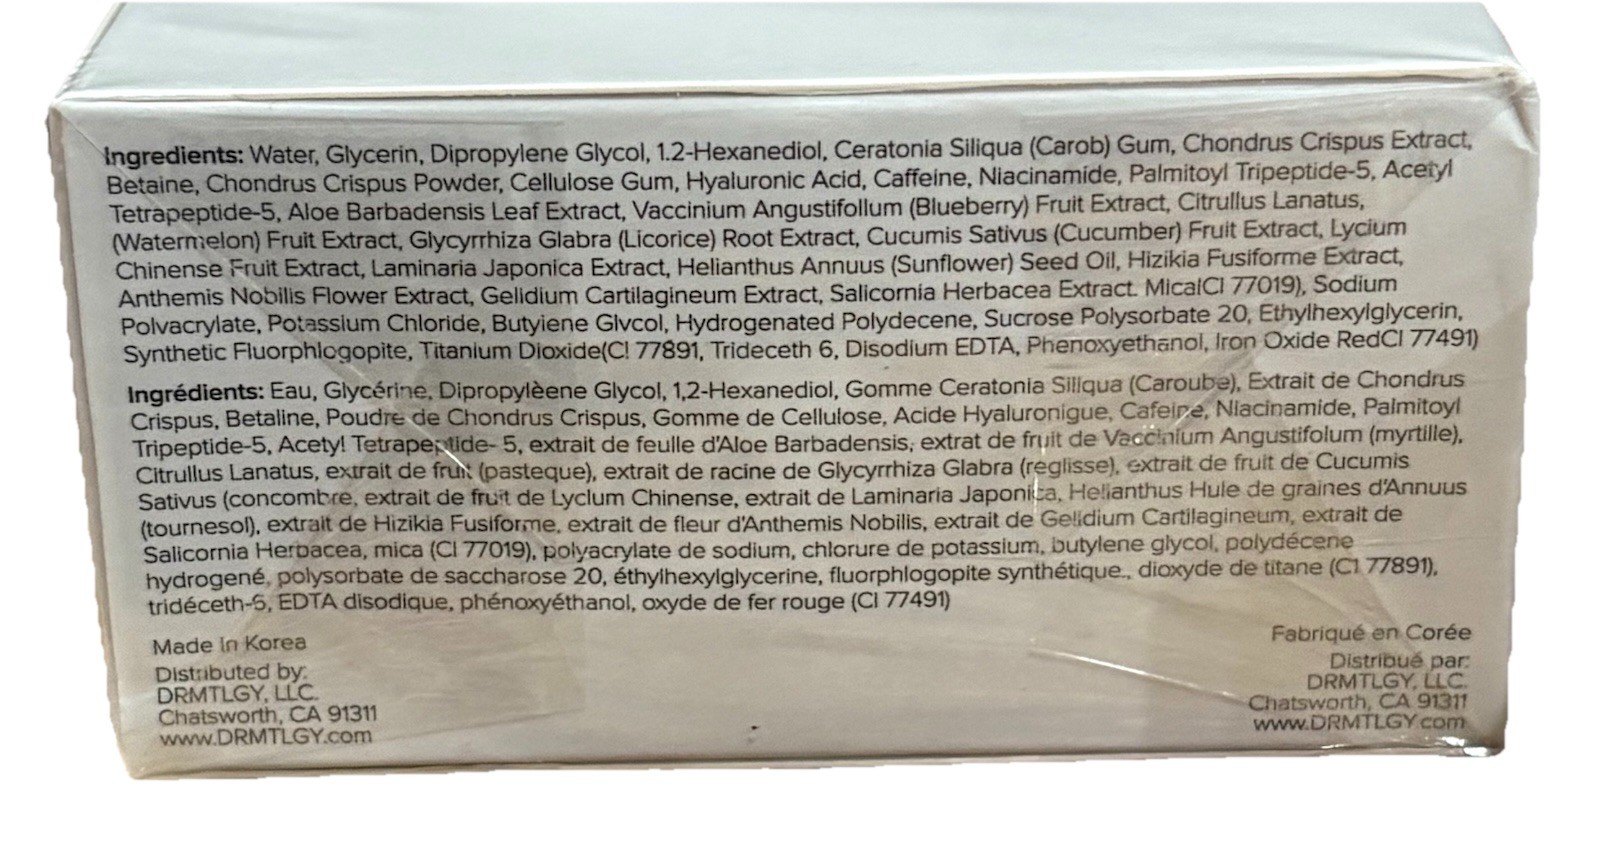 Ingredients: Water, Glycerin, Dipropylene Glycol, 1.2-Hexanediol, Ceratonia Siliqua (Carob) Gum, Chondrus Crispus Extract,
Betaine, Chondrus Crispus Powder, Cellulose Gum, Hyaluronic Acid, Caffeine, Niacinamide, Palmitoyl Tripeptide-5, Acetyl
Tetrapeptide-5, Aloe Barbadensis Leaf Extract, Vaccinium Angustifollum (Blueberry) Fruit Extract, Citrullus Lanatus,
(Watermelon) Fruit Extract, Glycyrrhiza Glabra (Licorice) Root Extract, Cucumis Sativus (Cucumber) Fruit Extract, Lycium
Chinense Fruit Extract, Laminaria Japonica Extract, Helianthus Annuus (Sunflower) Seed Oil, Hizikia Fusiforme Extract,
Anthemis Nobilis Flower Extract, Gelidium Cartilagineum Extract, Salicornia Herbacea Extract. Mica(CI 77019), Sodium
Polvacrylate, Potassium Chloride, Butyiene Glvcol, Hydrogenated Polydecene, Sucrose Polysorbate 20, Ethylhexylglycerin,
Synthetic Fluorphlogopite, Titanium Dioxide(C! 77891, Trideceth 6, Disodium EDTA, Phenoxyethanol, Iron Oxide RedCI 77491)
Ingrédients: Eau, Glycérine, Dipropylèene Glycol, 1,2-Hexanediol, Gomme Ceratonia Siliqua (Caroube), Extrait de Chondrus
Crispus, Betaline, Poudre de Chondrus Crispus, Gomme de Cellulose, Acide Hyaluronigue, Cafeine, Niacinamide, Palmitoyl
Tripeptide-5, Acety! Tetrapeptide- 5, extrait de feulle d'Aloe Barbadensis, extrat de fruit de Vaccinium Angustifolum (myrtille),
Citrullus Lanatus, extrait de fruit (pasteque), extrait de racine de Glycyrrhiza Glabra (reglisse), extrait de fruit de Cucumis
Sativus (concombre, extrait de fruit de Lyclum Chinense, extrait de Laminaria Japonica, Helianthus Hule de graines d'Annuus
(tournesol), extrait de Hizikia Fusiforme, extrait de fleur d'Anthemis Nobilis, extrait de Gelidium Cartilagineum, extrait de
Salicornia Herbacea, mica (CI 77019), polyacrylate de sodium, chlorure de potassium, butylene glycol, polydécene
hydrogené, polysorbate de saccharose 20, éthylhexylglycerine, fluorphlogopite synthétique., dioxyde de titane (C1 77891),
tridéceth-6, EDTA disodique, phénoxyéthanol, oxyde de fer rouge (CI 77491)
Made in Korea
Distributed by:
DRMTLGY, LLC.
Chatsworth, CA 91311
www.DRMTLGY.com
Fabriqué en Corée
Distribué par:
DRMTLGY, LLC.
Chatsworth, CA 91311
www.DRMTLGY.com